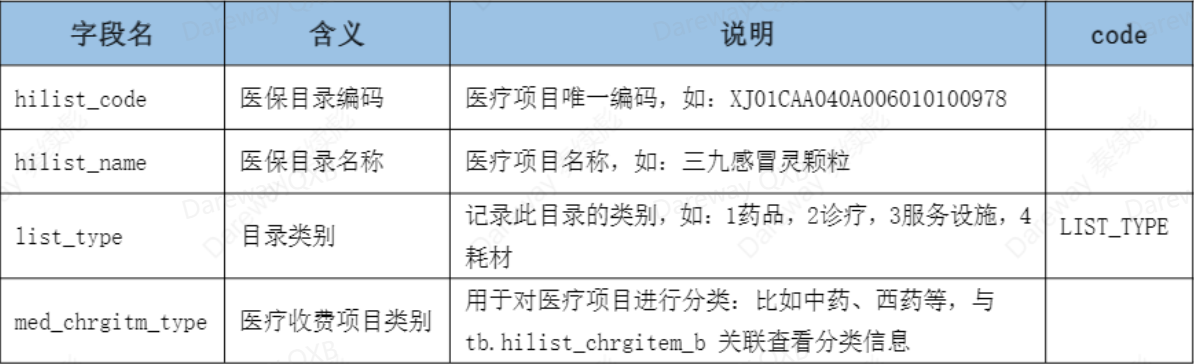 字段名 含义 说明 code
hilist_code 医保目录编码 医疗项目唯一编码，如：XJ01CAA040A006010100978
hilist_name 医保目录名称 医疗项目名称，如：三九感冒灵颗粒
list_type 目录类别 记录此目录的类别，如：1药品，2诊疗，3服务设施，4
耗材 LIST_TYPE
med_chrgitm_type 医疗收费项目类别 用于对医疗项目进行分类：比如中药、西药等，与
tb.hilist_chrgitem_b 关联查看分类信息